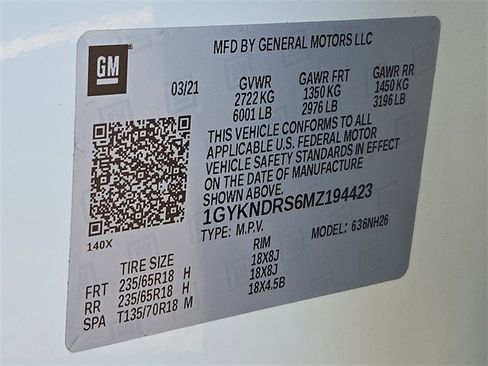 GM
MFD BY GENERAL MOTORS LLC
03/21 GVWR GAWR FRT GAWR RR
2722 KG 1350 KG 1450 KG
6001 LB 2976 LB 3196 LB
THIS VEHICLE CONFORMS TO ALL
APPLICABLE U.S. FEDERAL MOTOR
VEHICLE SAFETY STANDARDS IN EFFECT
ON THE DATE OF MANUFACTURE
SHOWN ABOVE.
1GYKNDRS6MZ194423
140X TYPE: M.P.V. MODEL: 636NH26
TIRE SIZE RIM
FRT 235/65R18 H 18X8J
RR 235/65R18 H 18X8J
SPA T135/70R18 M 18X4.5B